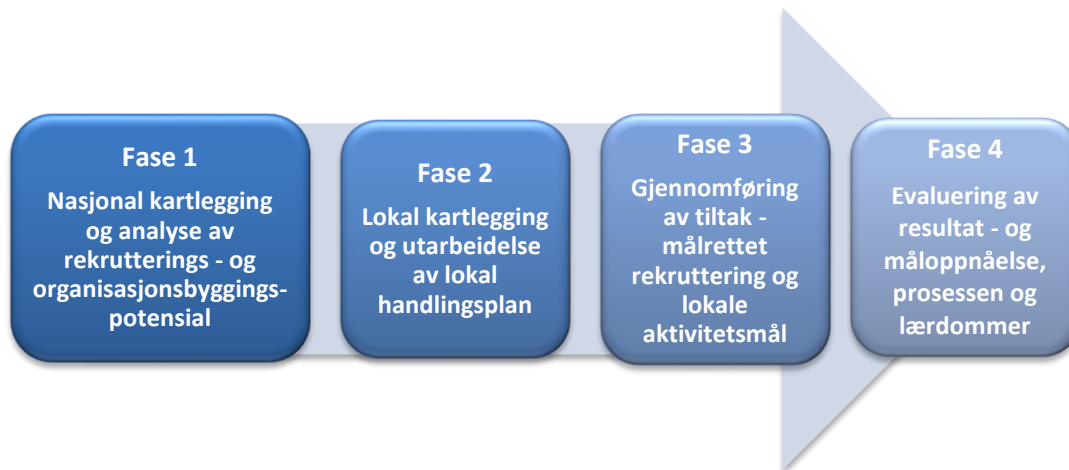 Fase 1
Nasjonal kartlegging
og analyse av
rekrutterings - og
organisasjonsbyggings-
potensial
Fase 2
Lokal kartlegging
og utarbeidelse
av lokal
handlingsplan
Fase 3
Gjennomføring
av tiltak -
målrettet
rekruttering og
lokale
aktivitetsmål
Fase 4
Evaluering av
resultat - og
måloppnåelse,
prosessen og
lærdommer